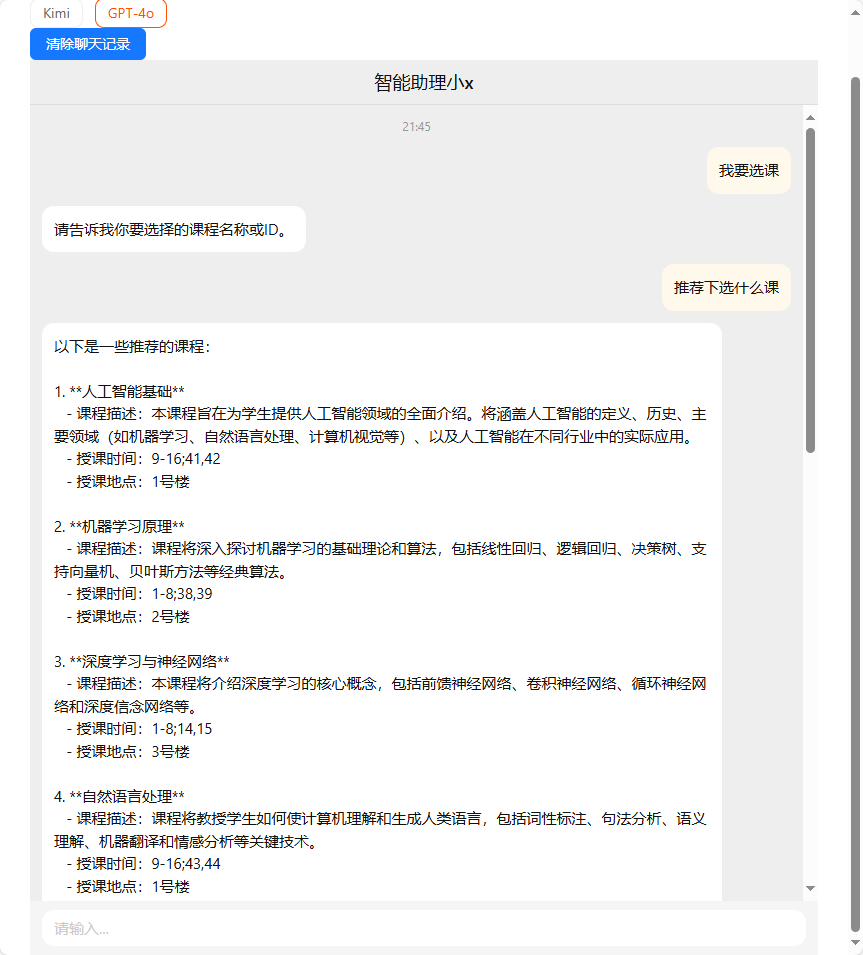 Kimi GPT-4o
清除聊天记录
智能助理小x
21:45
我要选课
请告诉我你要选择的课程名称或ID。
推荐下选什么课
以下是一些推荐的课程：
1. **人工智能基础**
- 课程描述：本课程旨在为学生提供人工智能领域的全面介绍。将涵盖人工智能的定义、历史、主
要领域（如机器学习、自然语言处理、计算机视觉等）、以及人工智能在不同行业中的实际应用。
- 授课时间：9-16;41,42
- 授课地点：1号楼
2. **机器学习原理**
- 课程描述：课程将深入探讨机器学习的基础理论和算法，包括线性回归、逻辑回归、决策树、支
持向量机、贝叶斯方法等经典算法。
- 授课时间：1-8;38,39
- 授课地点：2号楼
3. **深度学习与神经网络**
- 课程描述：本课程将介绍深度学习的核心概念，包括前馈神经网络、卷积神经网络、循环神经网
络和深度信念网络等。
- 授课时间：1-8;14,15
- 授课地点：3号楼
4. **自然语言处理**
- 课程描述：课程将教授学生如何使计算机理解和生成人类语言，包括词性标注、句法分析、语义
理解、机器翻译和情感分析等关键技术。
- 授课时间：9-16;43,44
- 授课地点：1号楼
请输入...